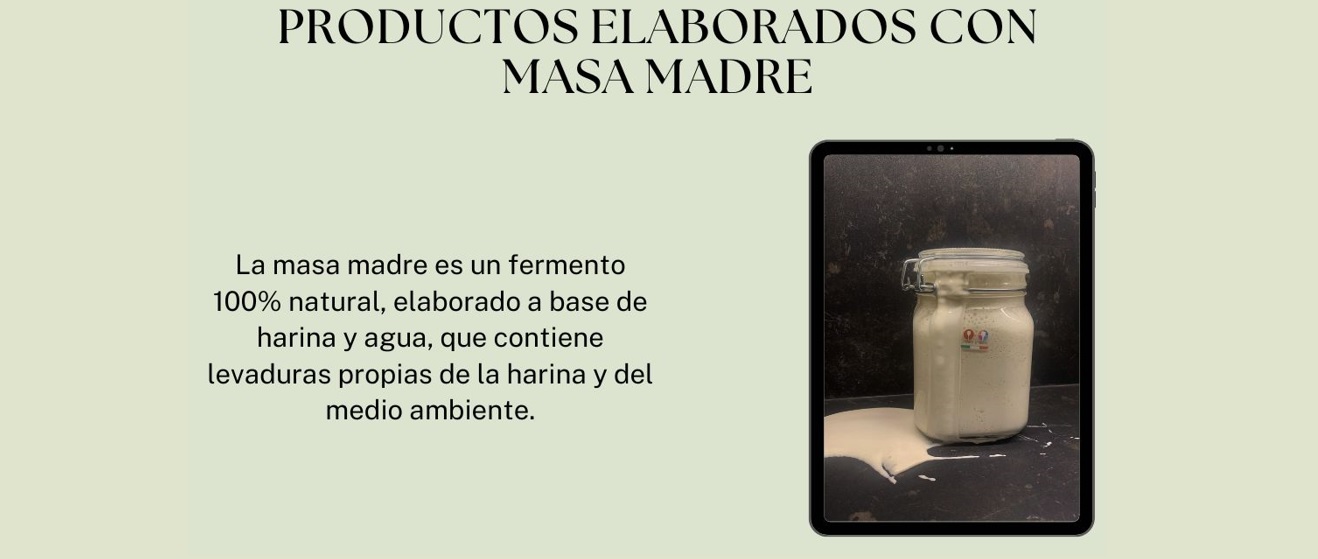 PRODUCTOS ELABORADOS CON
MASA MADRE
La masa madre es un fermento
100% natural, elaborado a base de
harina y agua, que contiene
levaduras propias de la harina y del
medio ambiente.